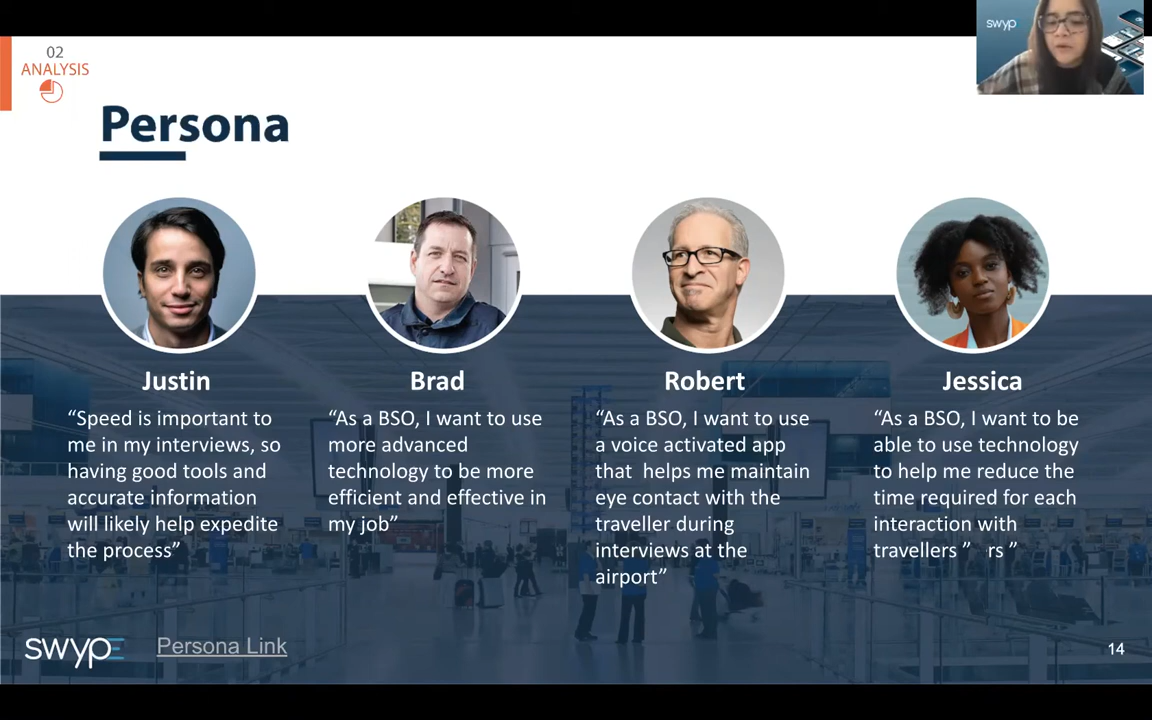 swyp
02
ANALYSIS
Persona
Justin
“Speed is important to
me in my interviews, so
having good tools and
accurate information
will likely help expedite
the process”
Brad
“As a BSO, I want to use
more advanced
technology to be more
efficient and effective in
my job”
Robert
“As a BSO, I want to use
a voice activated app
that helps me maintain
eye contact with the
traveller during
interviews at the
airport”
Jessica
“As a BSO, I want to be
able to use technology
to help me reduce the
time required for each
interaction with
travellers ” rs ”
swypE
Persona Link
14